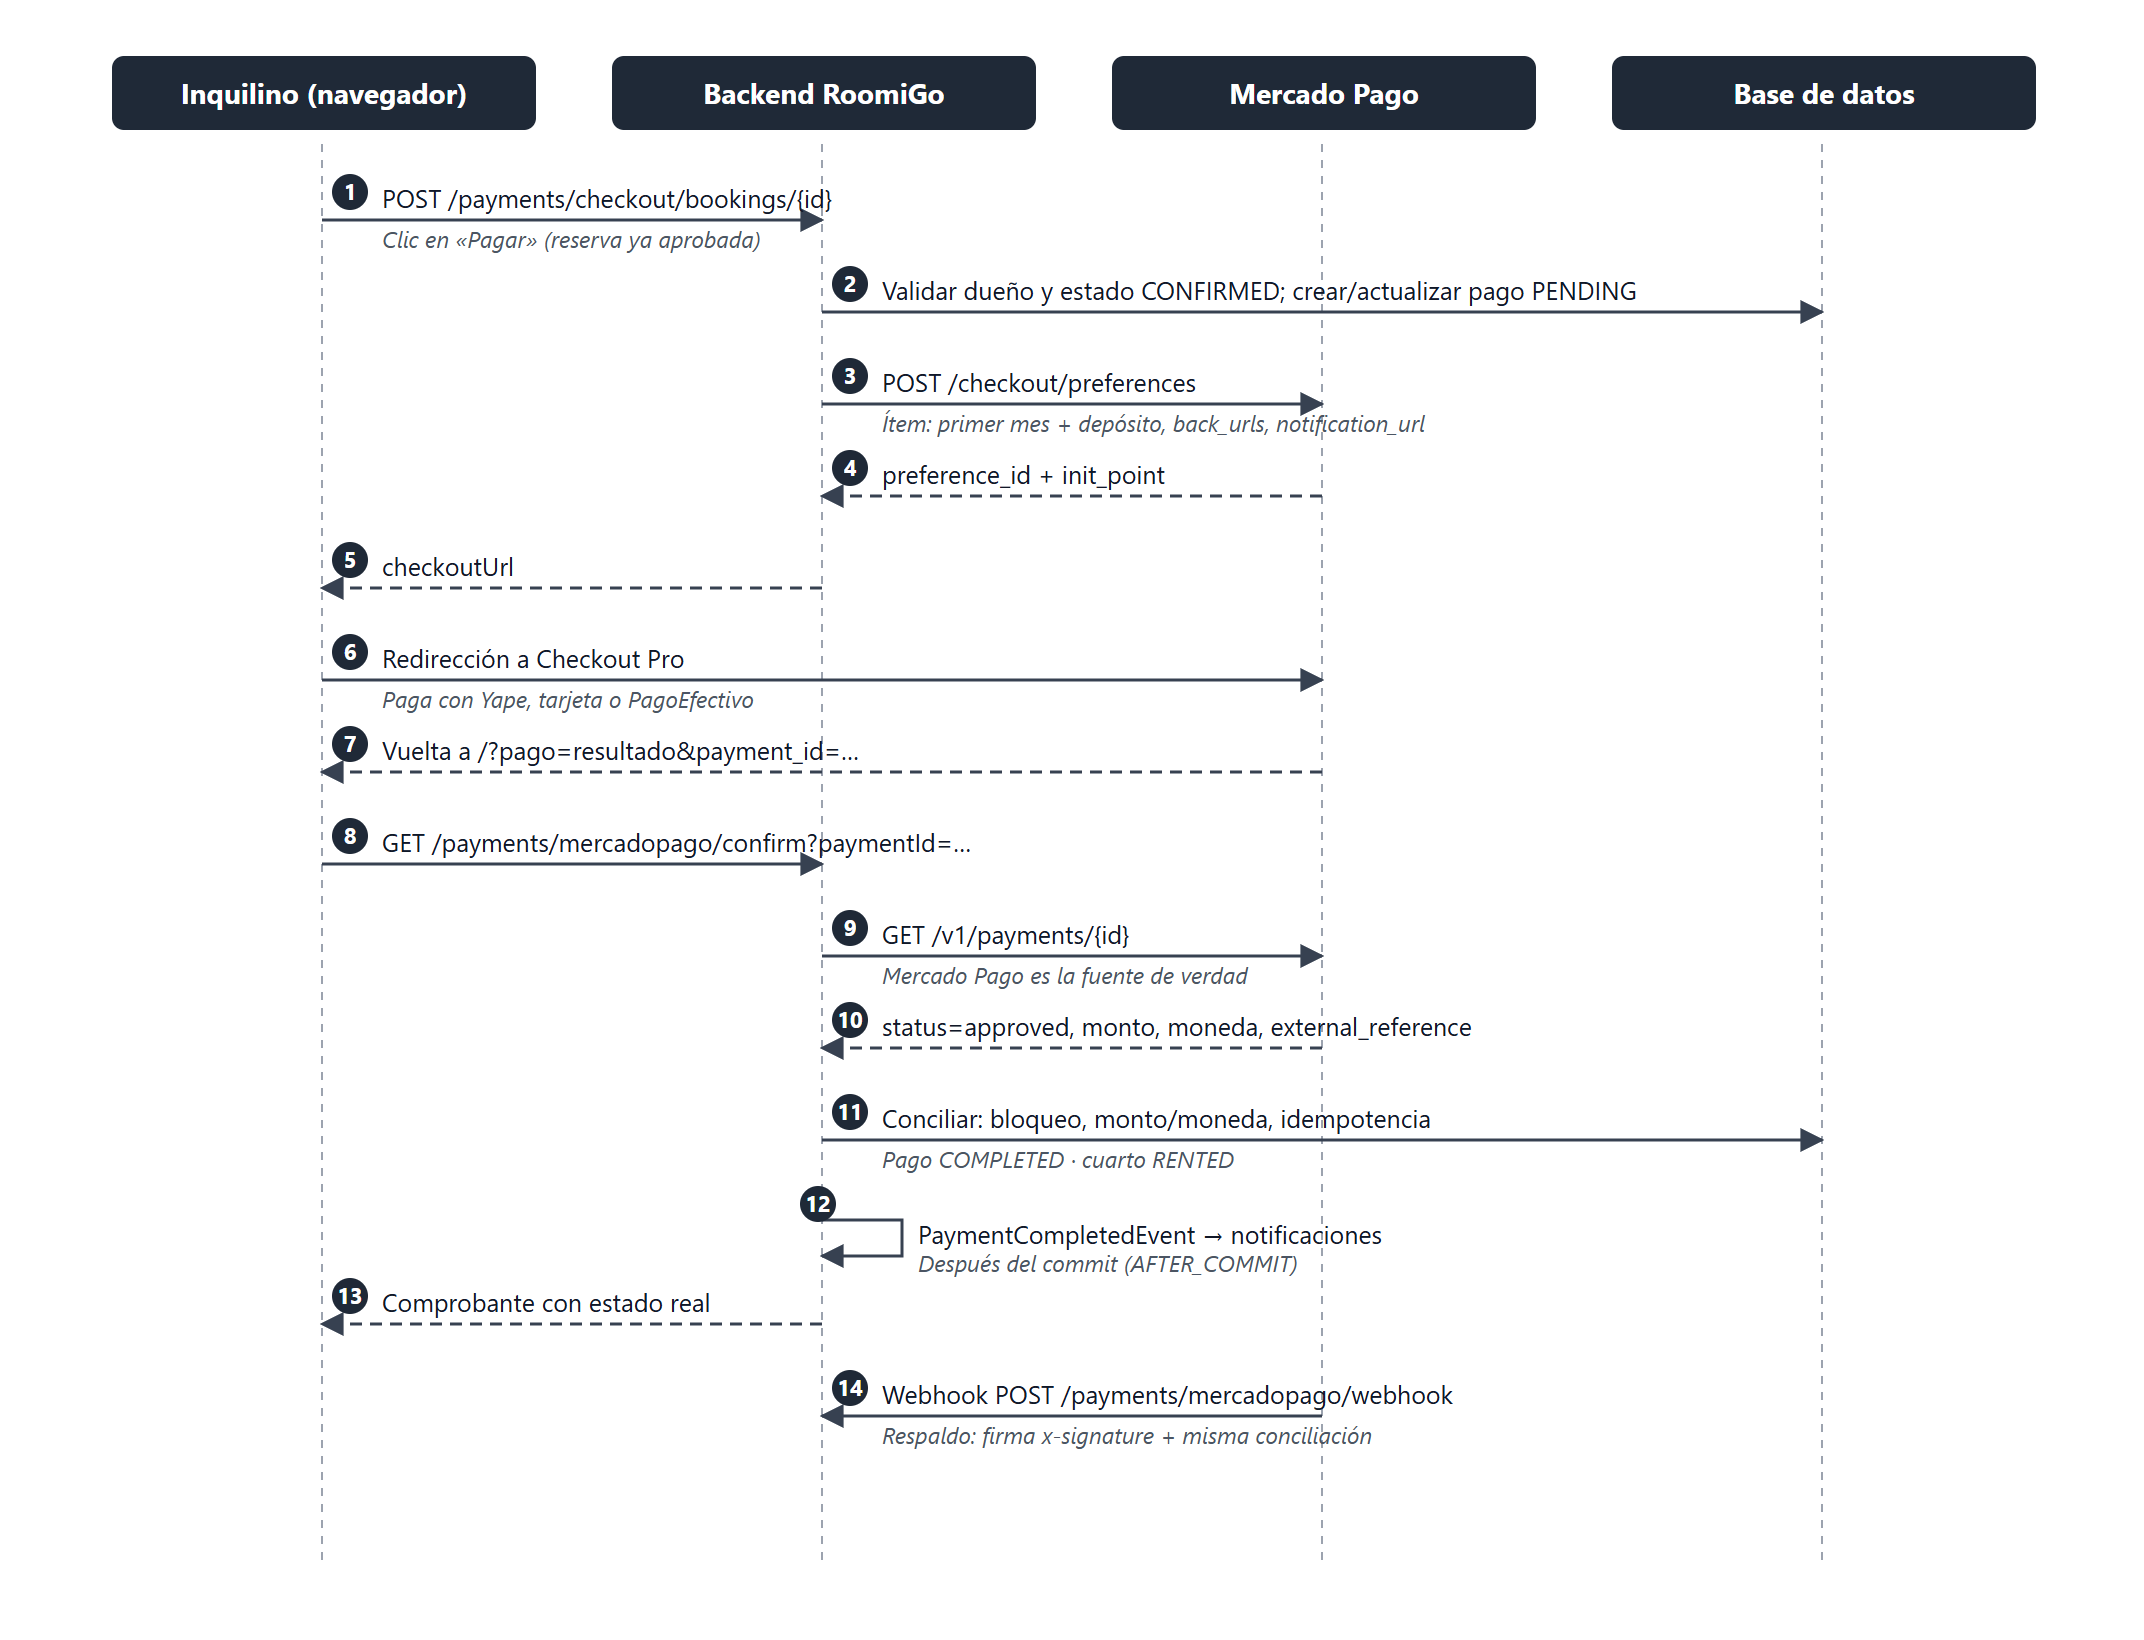 Inquilino (navegador)
Backend RoomiGo
Mercado Pago
Base de datos
1 POST /payments/checkout/bookings/{id}
Clic en «Pagar» (reserva ya aprobada)
2 Validar dueño y estado CONFIRMED; crear/actualizar pago PENDING
3 POST /checkout/preferences
Ítem: primer mes + depósito, back_urls, notification_url
4 preference_id + init_point
5 checkoutUrl
6 Redirección a Checkout Pro
Paga con Yape, tarjeta o PagoEfectivo
7 Vuelta a /?pago=resultado&payment_id=…
8 GET /payments/mercadopago/confirm?paymentId=…
9 GET /v1/payments/{id}
Mercado Pago es la fuente de verdad
10 status=approved, monto, moneda, external_reference
11 Conciliar: bloqueo, monto/moneda, idempotencia
Pago COMPLETED · cuarto RENTED
12 PaymentCompletedEvent → notificaciones
Después del commit (AFTER_COMMIT)
13 Comprobante con estado real
14 Webhook POST /payments/mercadopago/webhook
Respaldo: firma x-signature + misma conciliación